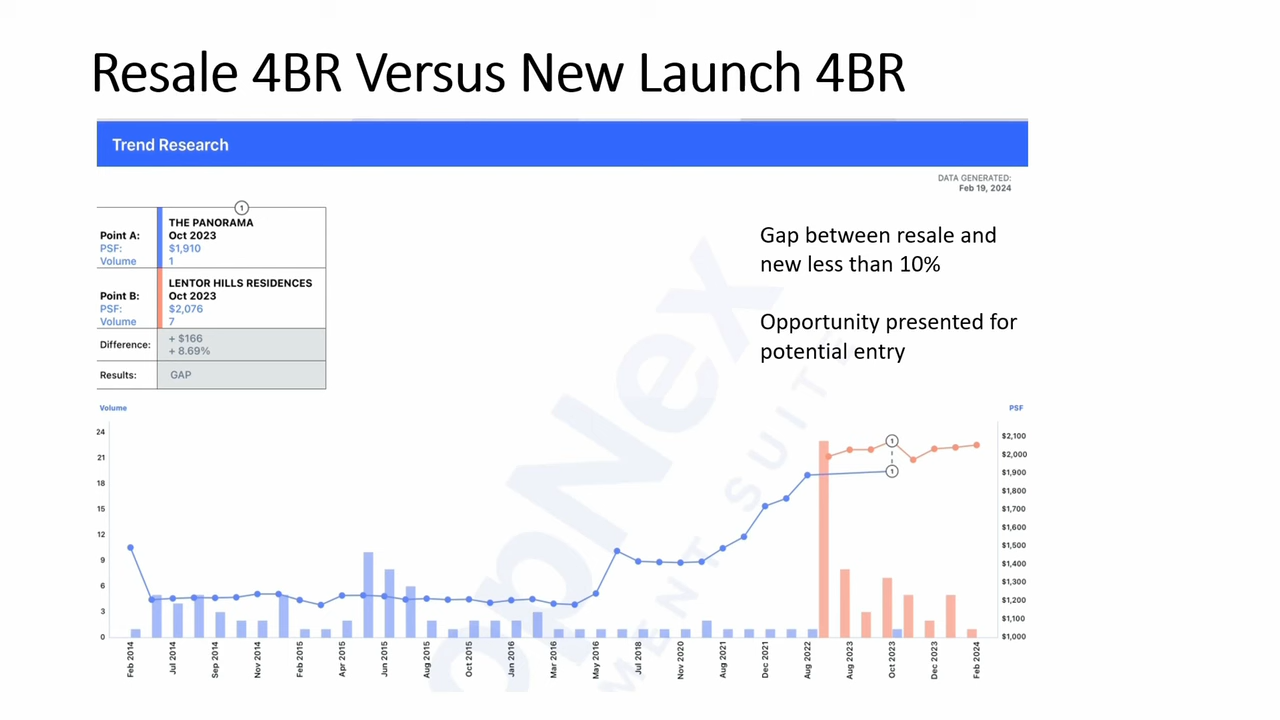 Resale 4BR Versus New Launch 4BR
Trend Research
DATA GENERATED:
Feb 19, 2024
1
THE PANORAMA
Point A: Oct 2023
PSF: $1,910
Volume 1
LENTOR HILLS RESIDENCES
Point B: Oct 2023
PSF: $2,076
Volume 7
Difference: + $166
+ 8.69%
Results: GAP
Gap between resale and
new less than 10%
Opportunity presented for
potential entry
Volume
PSF
24
21
18
15
12
9
6
3
0
1
1
$2,100
$2,000
$1,900
$1,800
$1,700
$1,600
$1,500
$1,400
$1,300
$1,200
$1,100
$1,000
Feb 2014
Jul 2014
Sep 2014
Nov 2014
Feb 2015
Apr 2015
Jun 2015
Aug 2015
Oct 2015
Jan 2016
Mar 2016
May 2016
Jul 2018
Nov 2020
Aug 2021
Dec 2021
Aug 2022
Aug 2023
Oct 2023
Dec 2023
Feb 2024